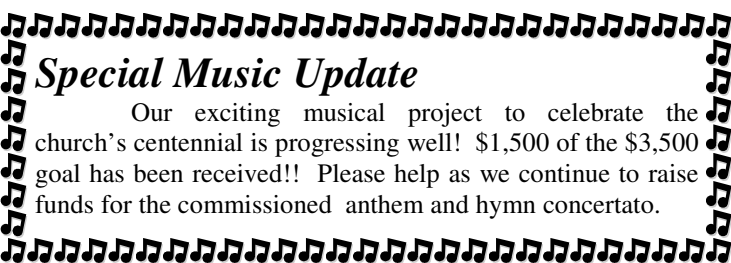 Special Music Update
Our exciting musical project to celebrate the
church's centennial is progressing well!  $1,500 of the $3,500
goal has been received!!  Please help as we continue to raise
funds for the commissioned  anthem and hymn concertato.